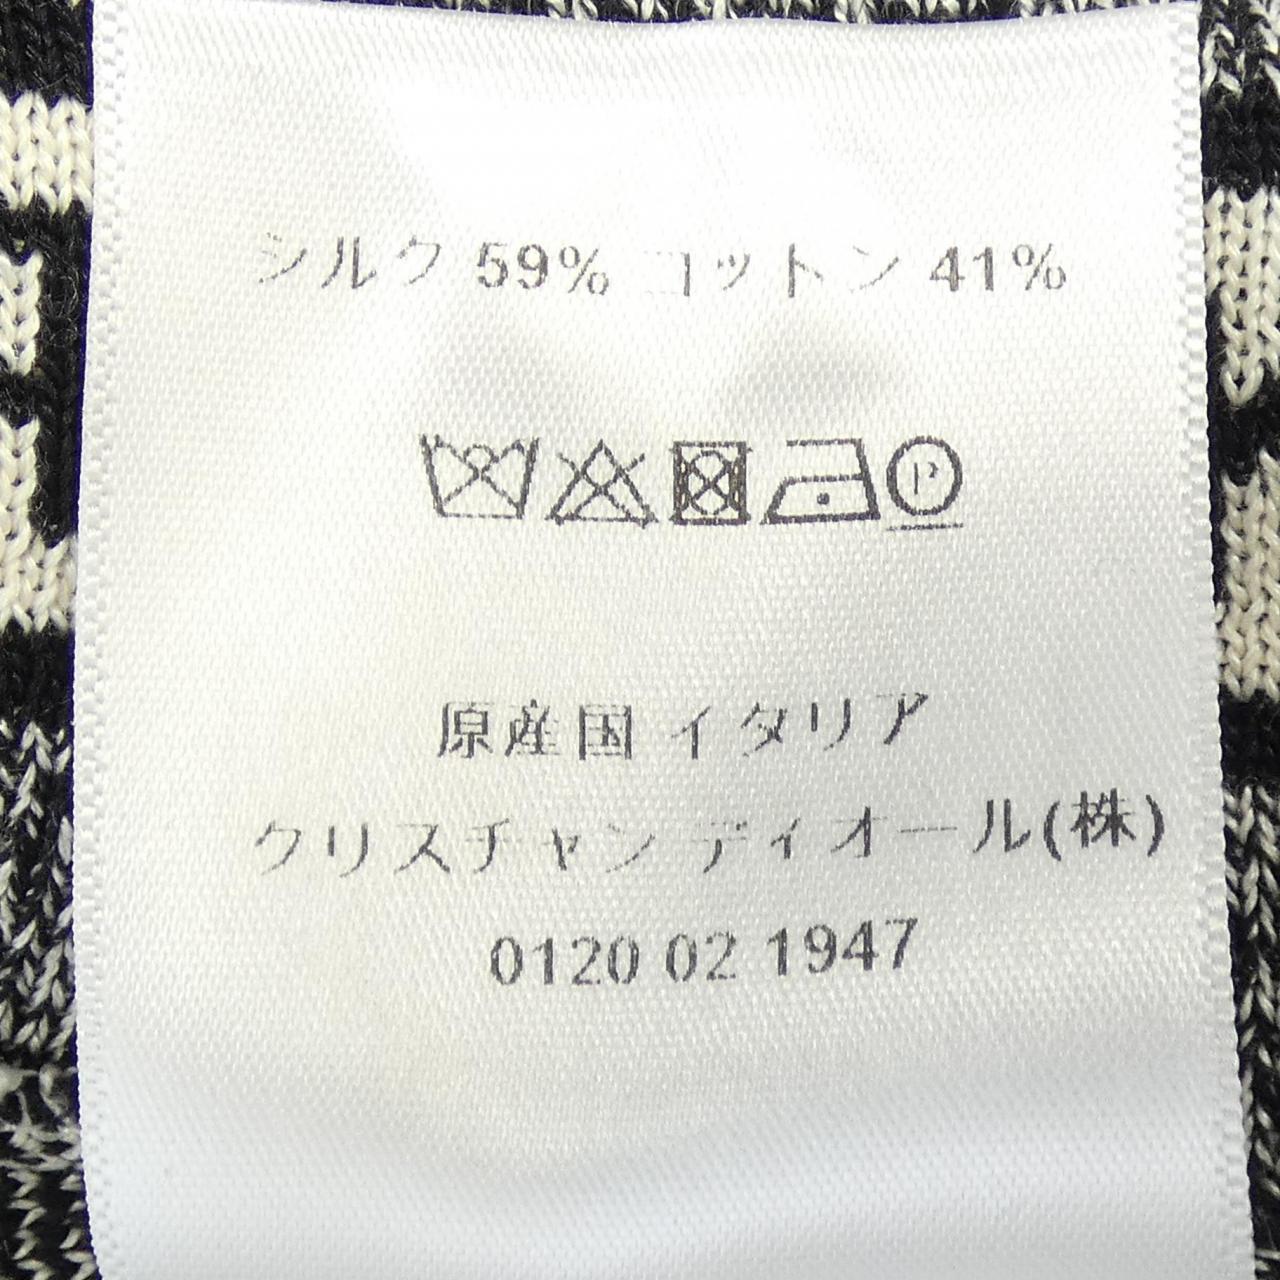 シルク 59% コットン 41%
P
原産国 イタリア
クリスチャン ディオール(株)
0120 02 1947